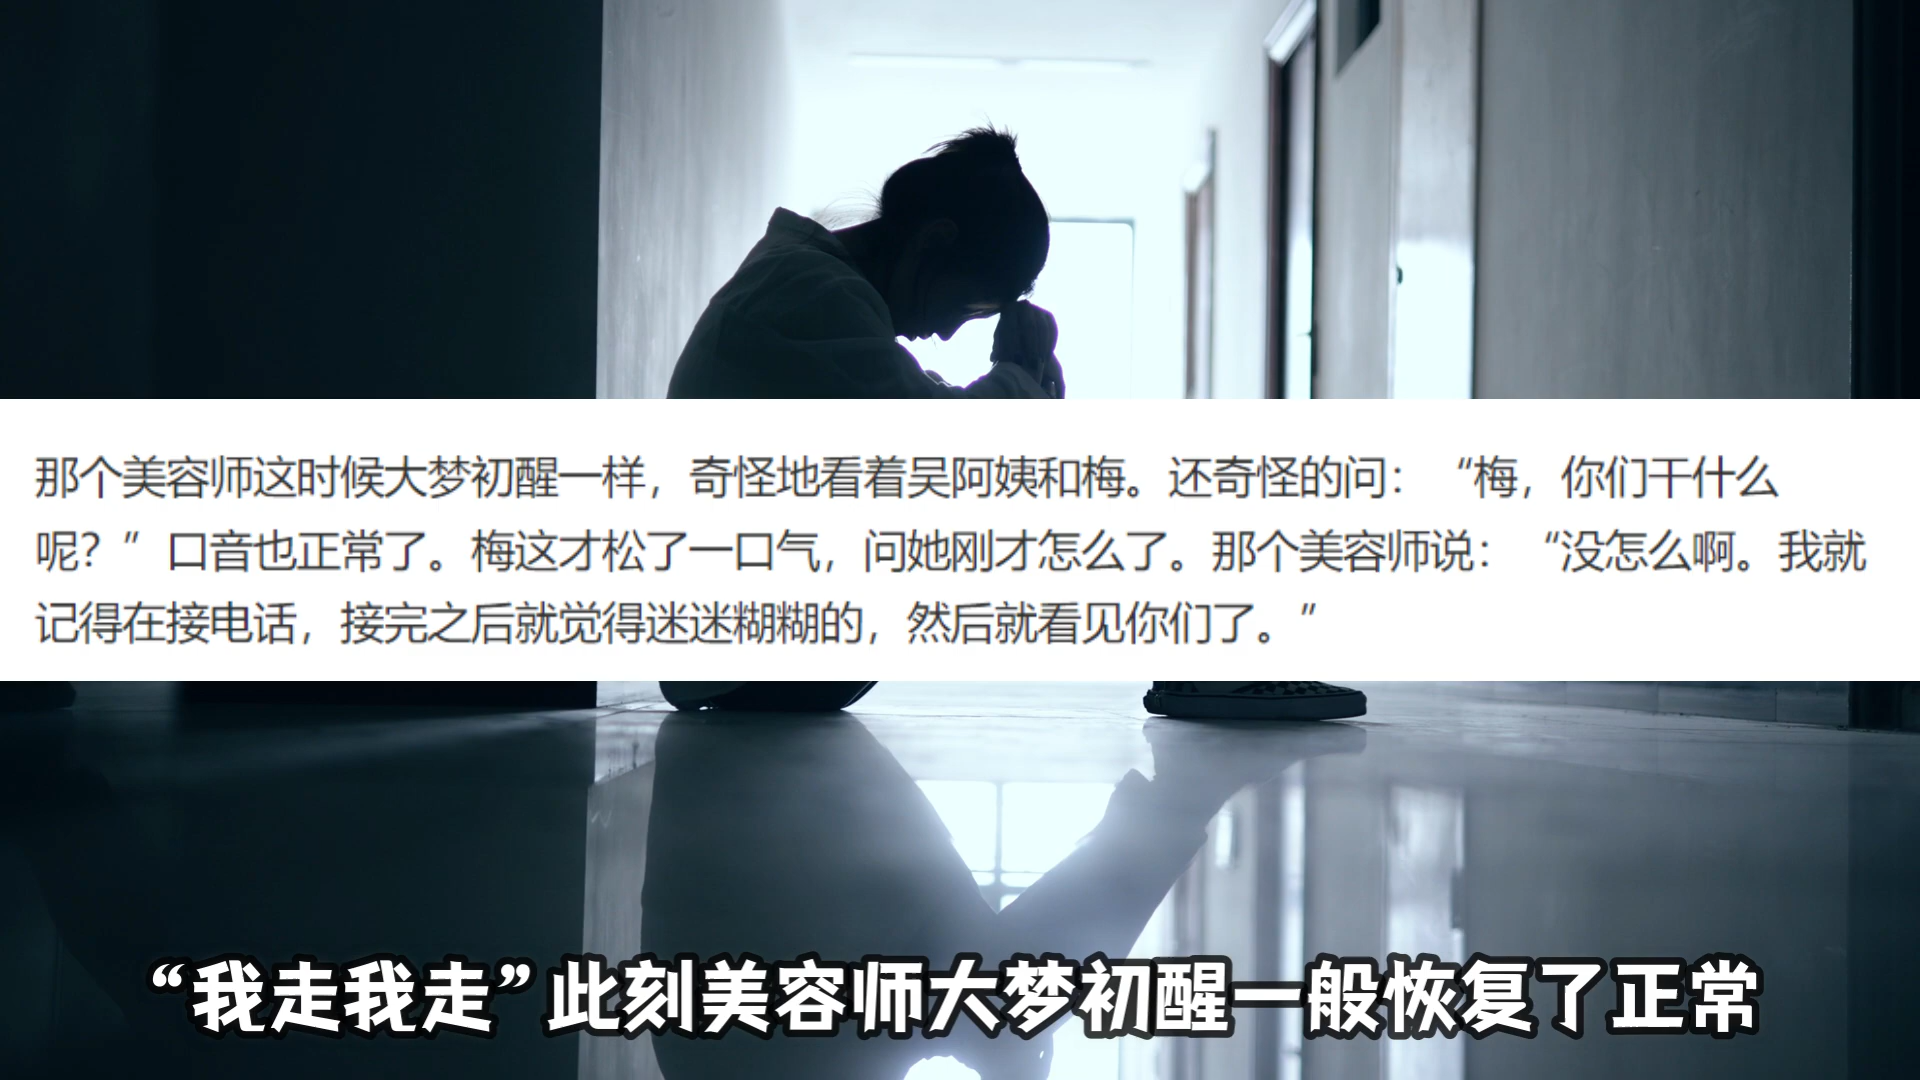 那个美容师这时候大梦初醒一样，奇怪地看着吴阿姨和梅。还奇怪的问：“梅，你们干什么
呢？”口音也正常了。梅这才松了一口气，问她刚才怎么了。那个美容师说：“没怎么啊。我就
记得在接电话，接完之后就觉得迷迷糊糊的，然后就看见你们了。”
“我走我走”此刻美容师大梦初醒一般恢复了正常